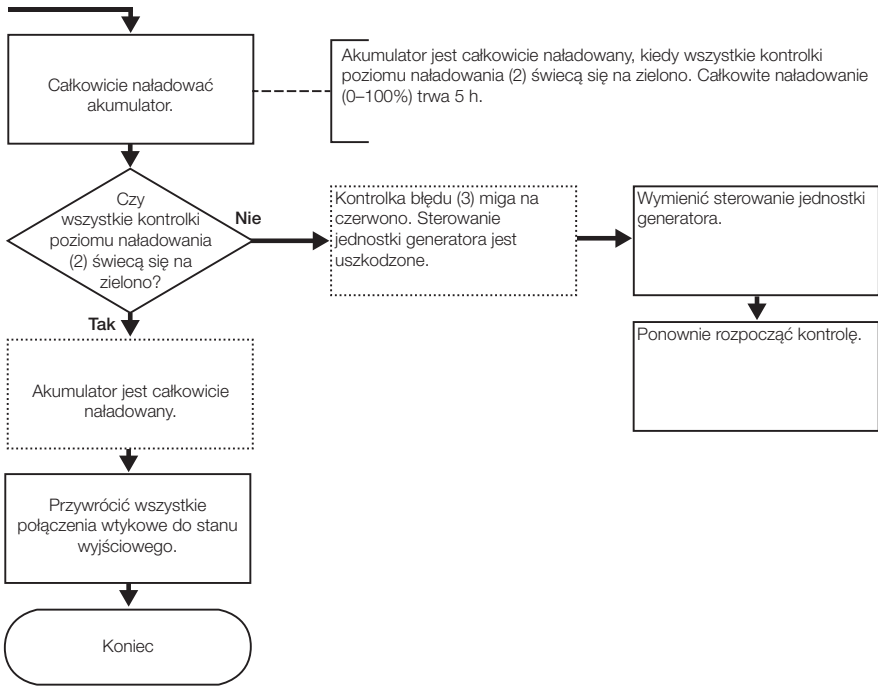 Całkowicie naładować
akumulator.
Akumulator jest całkowicie naładowany, kiedy wszystkie kontrolki
poziomu naładowania (2) świecą się na zielono. Całkowite naładowanie
(0–100%) trwa 5 h.
Czy
wszystkie kontrolki
poziomu naładowania
(2) świecą się na
zielono?
Nie
Kontrolka błędu (3) miga na
czerwono. Sterowanie
jednostki generatora jest
uszkodzone.
Wymienić sterowanie jednostki
generatora.
Ponownie rozpocząć kontrolę.
Tak
Akumulator jest całkowicie
naładowany.
Przywrócić wszystkie
połączenia wtykowe do stanu
wyjściowego.
Koniec